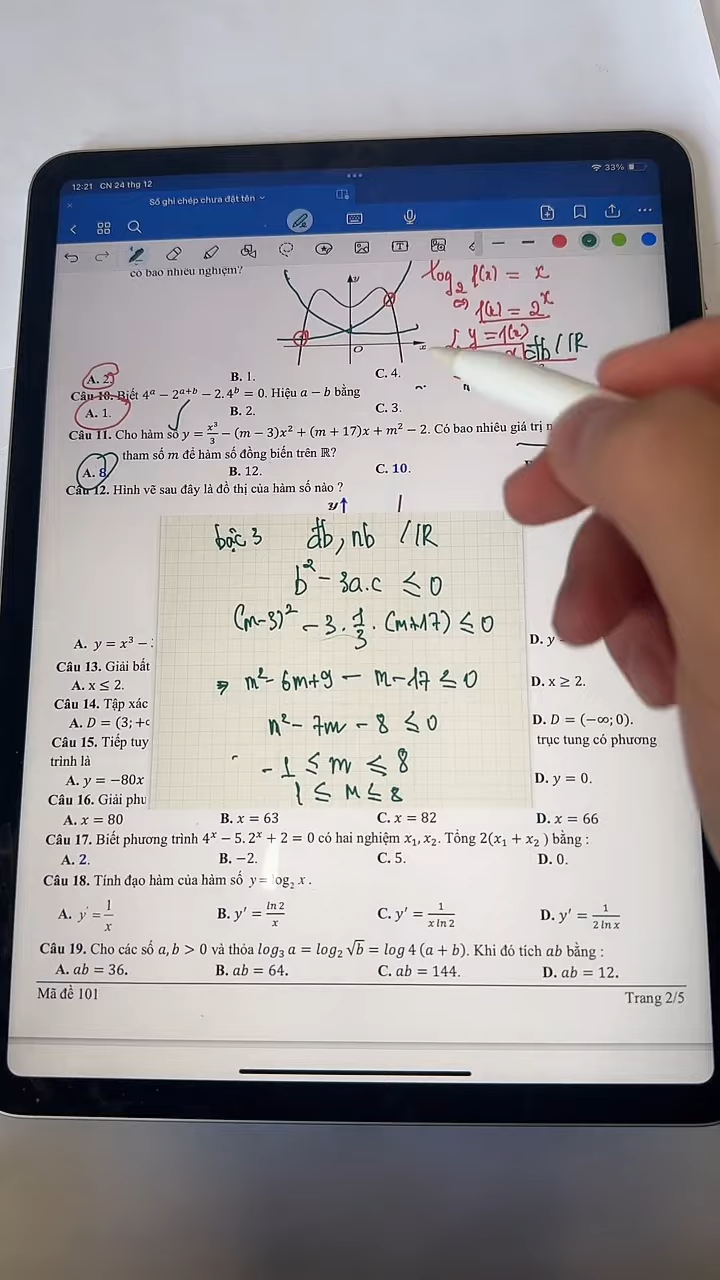 12:21 CN 24 thg 12
33%
Sổ ghi chép chưa đặt tên
có bao nhiêu nghiệm?
y
O
x
log₂ f(x) = x
⇔ f(x) = 2ˣ
y = f(x)
đb / ℝ
A. 2. B. 1. C. 4.
Câu 10. Biết 4ᵃ − 2ᵃ⁺ᵇ − 2.4ᵇ = 0. Hiệu a − b bằng
A. 1. B. 2. C. 3.
Câu 11. Cho hàm số y = x³/3 − (m − 3)x² + (m + 17)x + m² − 2. Có bao nhiêu giá trị n
tham số m để hàm số đồng biến trên ℝ?
A. 8 B. 12. C. 10.
Câu 12. Hình vẽ sau đây là đồ thị của hàm số nào ?
y
bậc 3 đb, nb / ℝ
b² − 3a.c ≤ 0
(m−3)² − 3 . 1/3 . (m+17) ≤ 0
⇒ m² − 6m + 9 − m − 17 ≤ 0
m² − 7m − 8 ≤ 0
−1 ≤ m ≤ 8
1 ≤ m ≤ 8
A. y = x³ − D. y
Câu 13. Giải bất
A. x ≤ 2. D. x ≥ 2.
Câu 14. Tập xác
A. D = (3; +∞ D. D = (−∞; 0).
Câu 15. Tiếp tuy trục tung có phương
trình là
A. y = −80x D. y = 0.
Câu 16. Giải phu
A. x = 80 B. x = 63 C. x = 82 D. x = 66
Câu 17. Biết phương trình 4ˣ − 5.2ˣ + 2 = 0 có hai nghiệm x₁, x₂. Tổng 2(x₁ + x₂ ) bằng :
A. 2. B. −2. C. 5. D. 0.
Câu 18. Tính đạo hàm của hàm số y = log₂ x .
A. y' = 1/x B. y' = ln 2/x C. y' = 1/(x ln 2) D. y' = 1/(2 ln x)
Câu 19. Cho các số a, b > 0 và thỏa log₃ a = log₂ √b = log 4 (a + b). Khi đó tích ab bằng :
A. ab = 36. B. ab = 64. C. ab = 144. D. ab = 12.
Mã đề 101 Trang 2/5